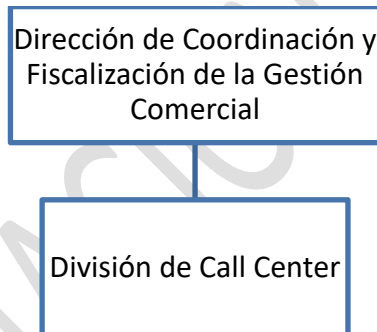 Dirección de Coordinación y
Fiscalización de la Gestión
Comercial
División de Call Center